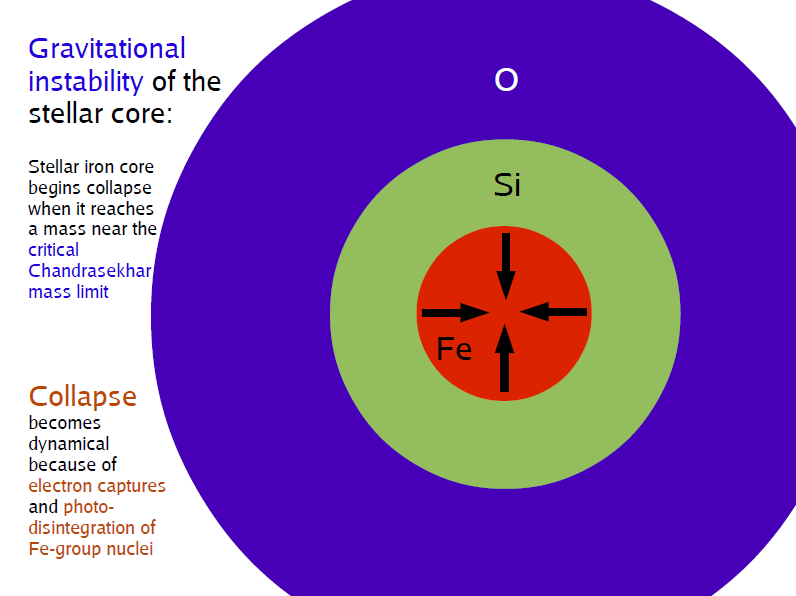 Gravitational
instability of the
stellar core:
Stellar iron core
begins collapse
when it reaches
a mass near the
critical
Chandrasekhar
mass limit
Collapse
becomes
dynamical
because of
electron captures
and photo-
disintegration of
Fe-group nuclei
O
Si
Fe